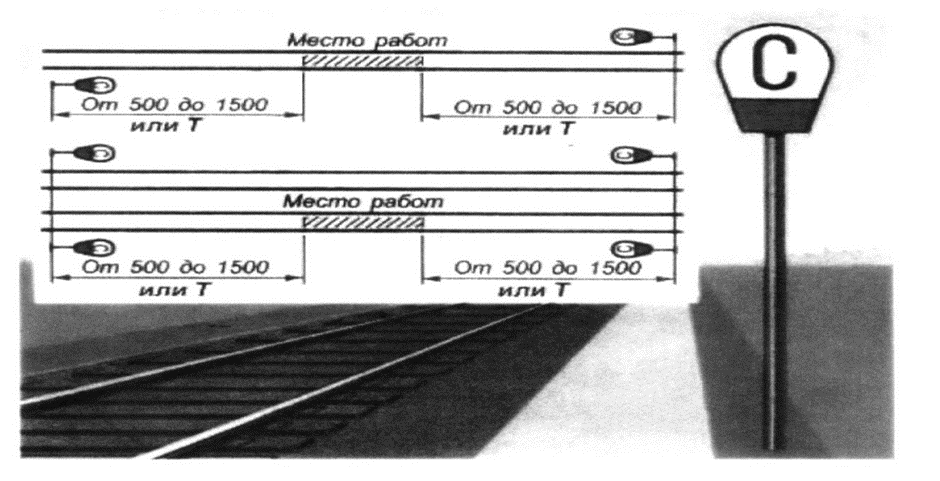 Место работ
От 500 до 1500
или Т
От 500 до 1500
или Т
Место работ
От 500 до 1500
или Т
От 500 до 1500
или Т
С